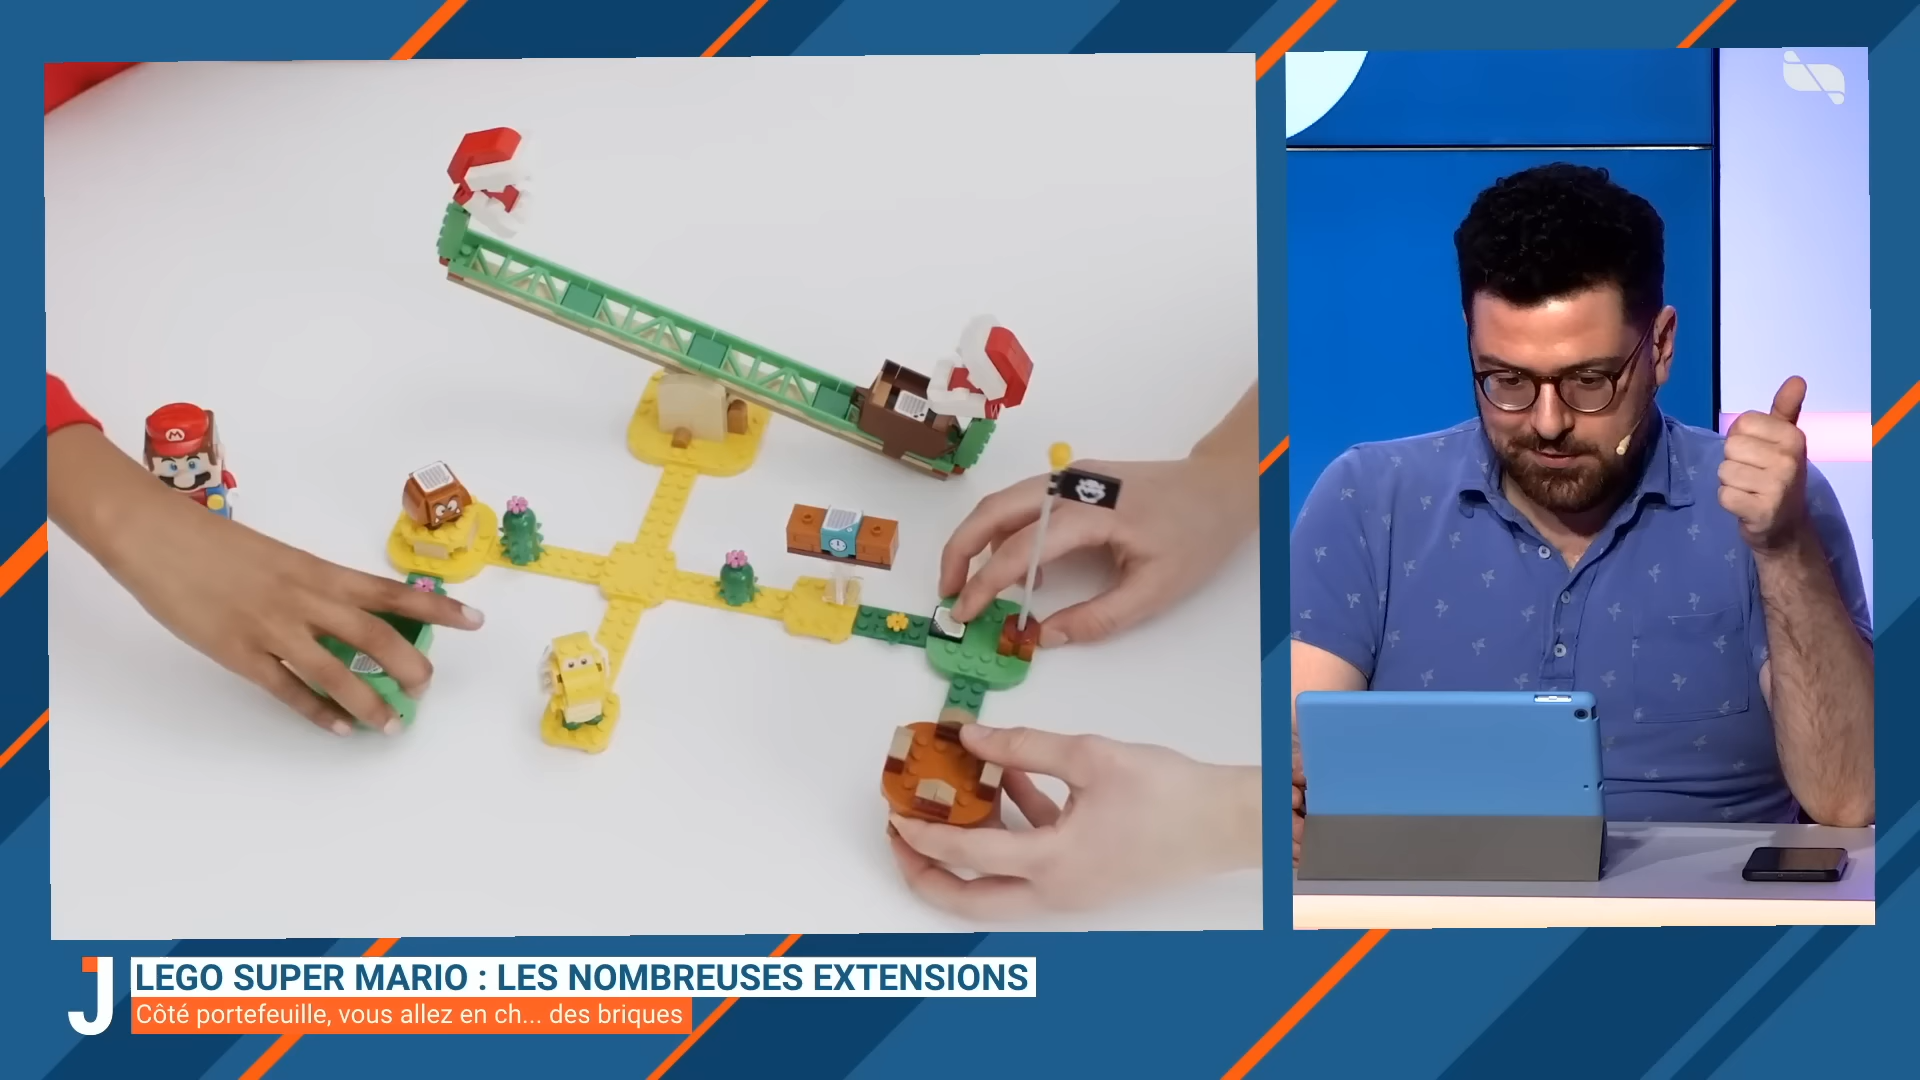 LEGO SUPER MARIO : LES NOMBREUSES EXTENSIONS
Côté portefeuille, vous allez en ch... des briques